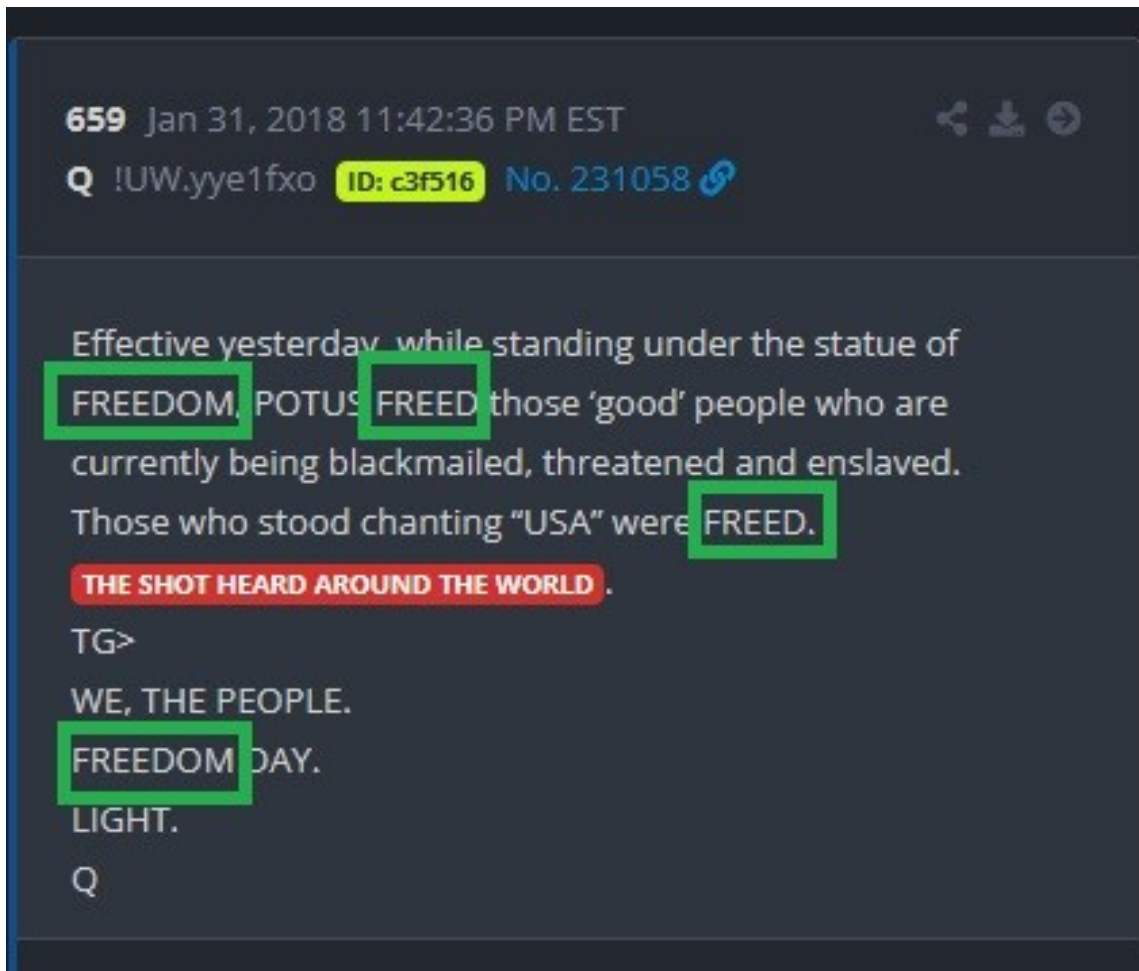 659 Jan 31, 2018 11:42:36 PM EST
Q !UW.yye1fxo ID: c3f516 No. 231058
Effective yesterday, while standing under the statue of
FREEDOM, POTUS FREED those ‘good’ people who are
currently being blackmailed, threatened and enslaved.
Those who stood chanting “USA” were FREED.
THE SHOT HEARD AROUND THE WORLD.
TG>
WE, THE PEOPLE.
FREEDOM DAY.
LIGHT.
Q